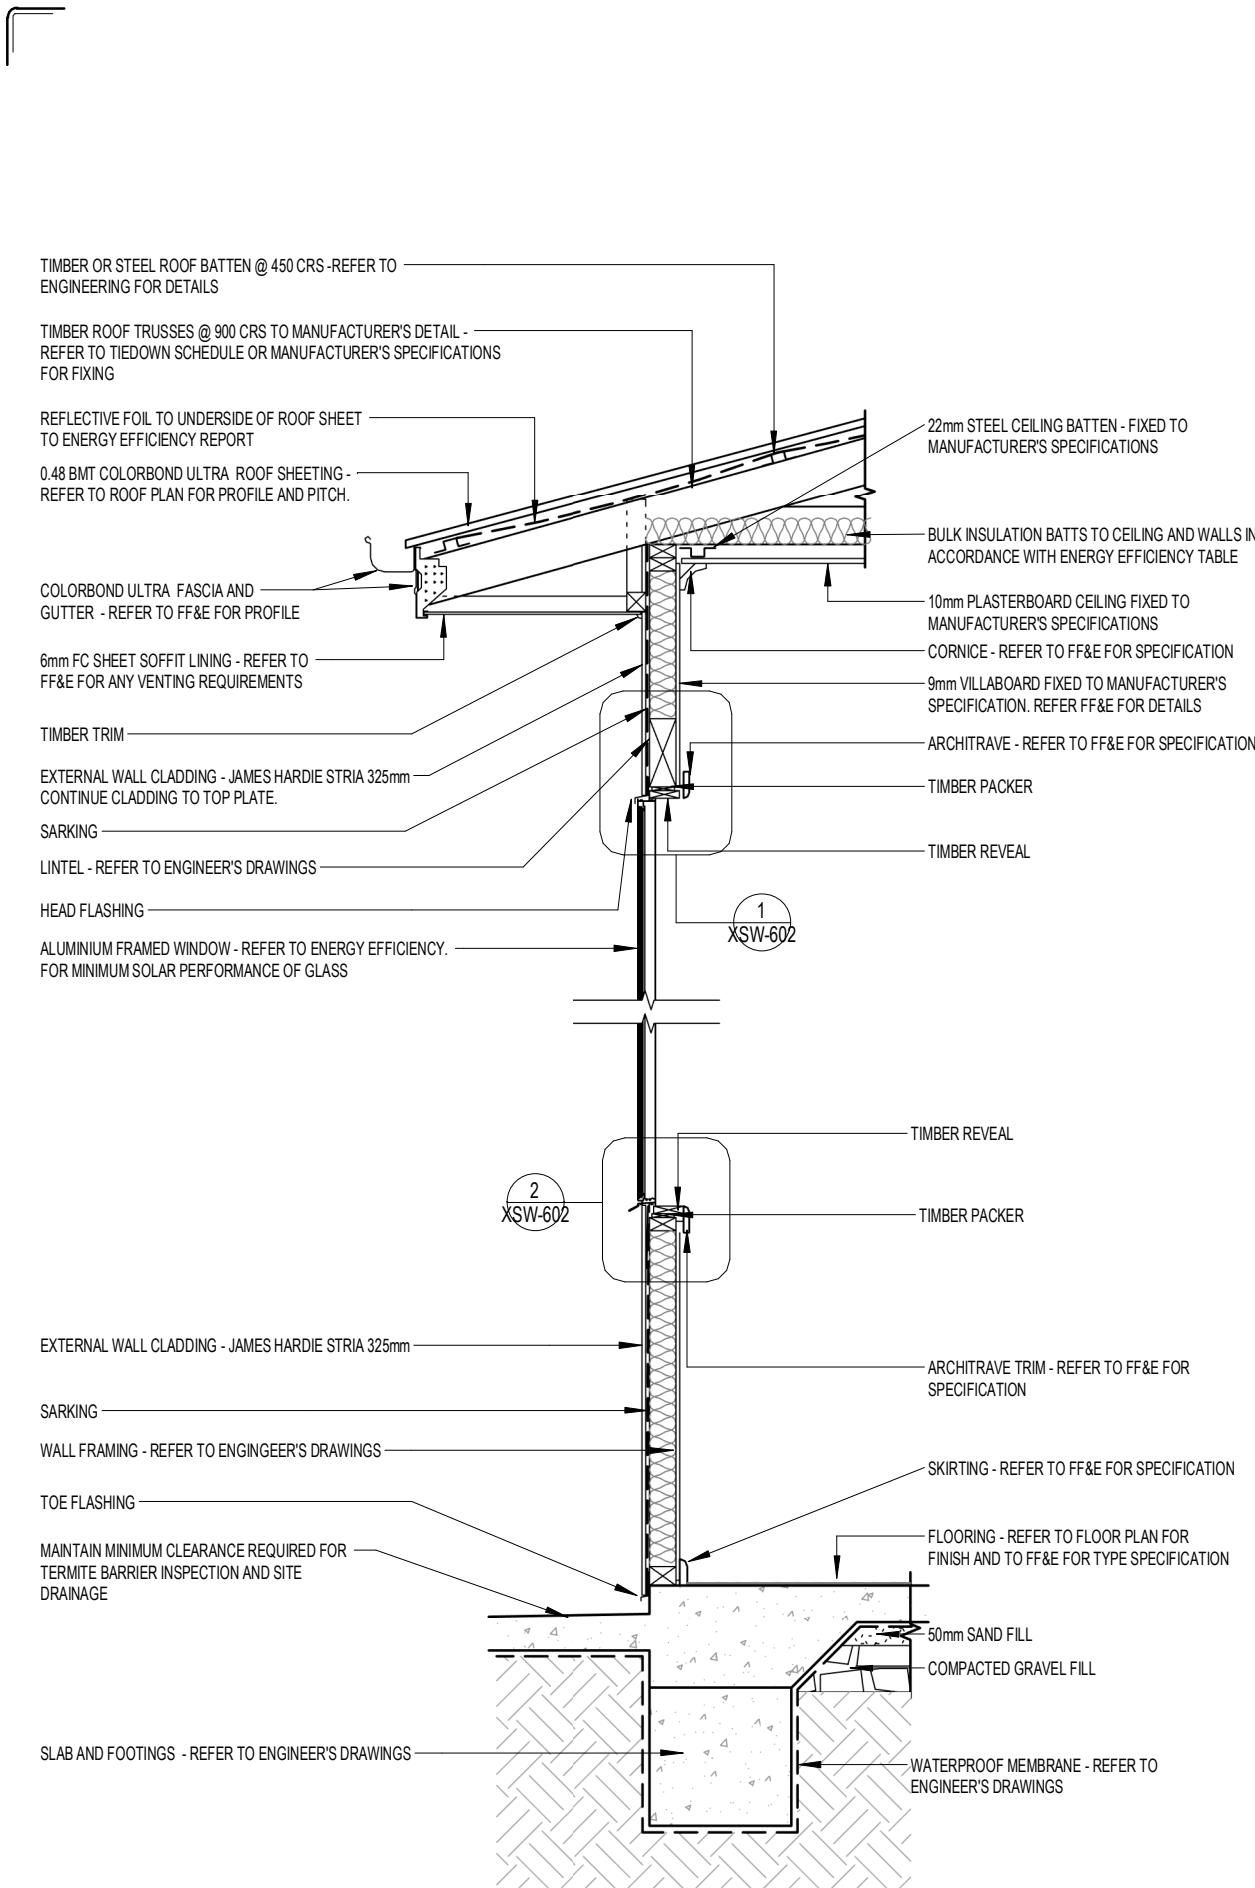 TIMBER OR STEEL ROOF BATTEN @ 450 CRS -REFER TO
ENGINEERING FOR DETAILS
TIMBER ROOF TRUSSES @ 900 CRS TO MANUFACTURER'S DETAIL -
REFER TO TIEDOWN SCHEDULE OR MANUFACTURER'S SPECIFICATIONS
FOR FIXING
REFLECTIVE FOIL TO UNDERSIDE OF ROOF SHEET
TO ENERGY EFFICIENCY REPORT
0.48 BMT COLORBOND ULTRA ROOF SHEETING -
REFER TO ROOF PLAN FOR PROFILE AND PITCH.
COLORBOND ULTRA FASCIA AND
GUTTER - REFER TO FF&E FOR PROFILE
6mm FC SHEET SOFFIT LINING - REFER TO
FF&E FOR ANY VENTING REQUIREMENTS
TIMBER TRIM
EXTERNAL WALL CLADDING - JAMES HARDIE STRIA 325mm
CONTINUE CLADDING TO TOP PLATE.
SARKING
LINTEL - REFER TO ENGINEER'S DRAWINGS
HEAD FLASHING
ALUMINIUM FRAMED WINDOW - REFER TO ENERGY EFFICIENCY.
FOR MINIMUM SOLAR PERFORMANCE OF GLASS
22mm STEEL CEILING BATTEN - FIXED TO
MANUFACTURER'S SPECIFICATIONS
BULK INSULATION BATTS TO CEILING AND WALLS IN
ACCORDANCE WITH ENERGY EFFICIENCY TABLE
10mm PLASTERBOARD CEILING FIXED TO
MANUFACTURER'S SPECIFICATIONS
CORNICE - REFER TO FF&E FOR SPECIFICATION
9mm VILLABOARD FIXED TO MANUFACTURER'S
SPECIFICATION. REFER FF&E FOR DETAILS
ARCHITRAVE - REFER TO FF&E FOR SPECIFICATION
TIMBER PACKER
TIMBER REVEAL
1
XSW-602
TIMBER REVEAL
2
XSW-602
TIMBER PACKER
EXTERNAL WALL CLADDING - JAMES HARDIE STRIA 325mm
SARKING
WALL FRAMING - REFER TO ENGINGEER'S DRAWINGS
TOE FLASHING
MAINTAIN MINIMUM CLEARANCE REQUIRED FOR
TERMITE BARRIER INSPECTION AND SITE
DRAINAGE
SLAB AND FOOTINGS - REFER TO ENGINEER'S DRAWINGS
ARCHITRAVE TRIM - REFER TO FF&E FOR
SPECIFICATION
SKIRTING - REFER TO FF&E FOR SPECIFICATION
FLOORING - REFER TO FLOOR PLAN FOR
FINISH AND TO FF&E FOR TYPE SPECIFICATION
50mm SAND FILL
COMPACTED GRAVEL FILL
WATERPROOF MEMBRANE - REFER TO
ENGINEER'S DRAWINGS